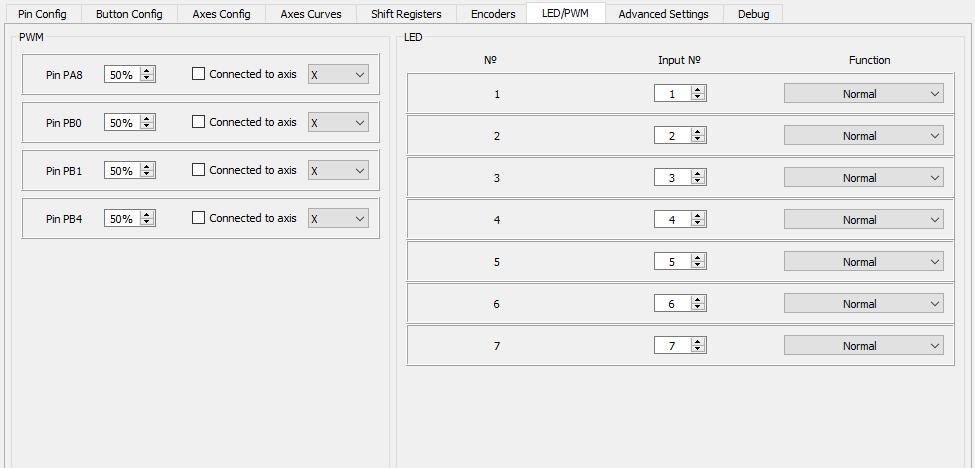 Pin Config Button Config Axes Config Axes Curves Shift Registers Encoders LED/PWM Advanced Settings Debug
PWM
Pin PA8 50% Connected to axis X
Pin PB0 50% Connected to axis X
Pin PB1 50% Connected to axis X
Pin PB4 50% Connected to axis X
LED
Nº Input Nº Function
1 1 Normal
2 2 Normal
3 3 Normal
4 4 Normal
5 5 Normal
6 6 Normal
7 7 Normal